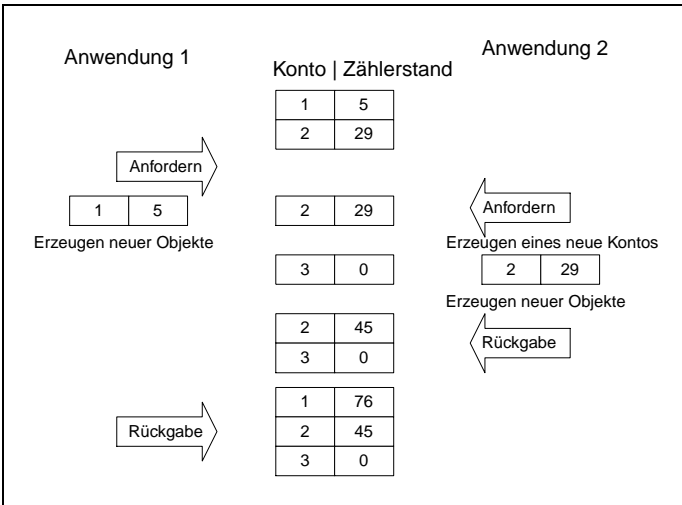 Anwendung 1
Anwendung 2
Konto | Zählerstand
1 5
2 29
Anfordern
1 5
2 29
Anfordern
Erzeugen neuer Objekte
Erzeugen eines neue Kontos
3 0
2 29
Erzeugen neuer Objekte
2 45
3 0
Rückgabe
1 76
2 45
3 0
Rückgabe